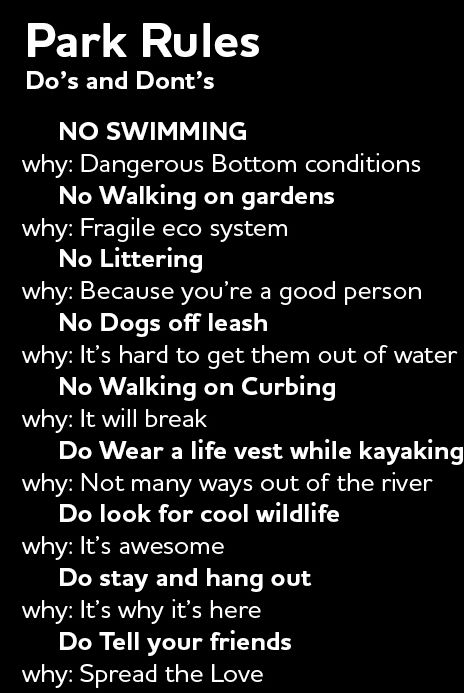 Park Rules
Do's and Dont's
NO SWIMMING
why: Dangerous Bottom conditions
No Walking on gardens
why: Fragile eco system
No Littering
why: Because you're a good person
No Dogs off leash
why: It's hard to get them out of water
No Walking on Curbing
why: It will break
Do Wear a life vest while kayaking
why: Not many ways out of the river
Do look for cool wildlife
why: It's awesome
Do stay and hang out
why: It's why it's here
Do Tell your friends
why: Spread the Love